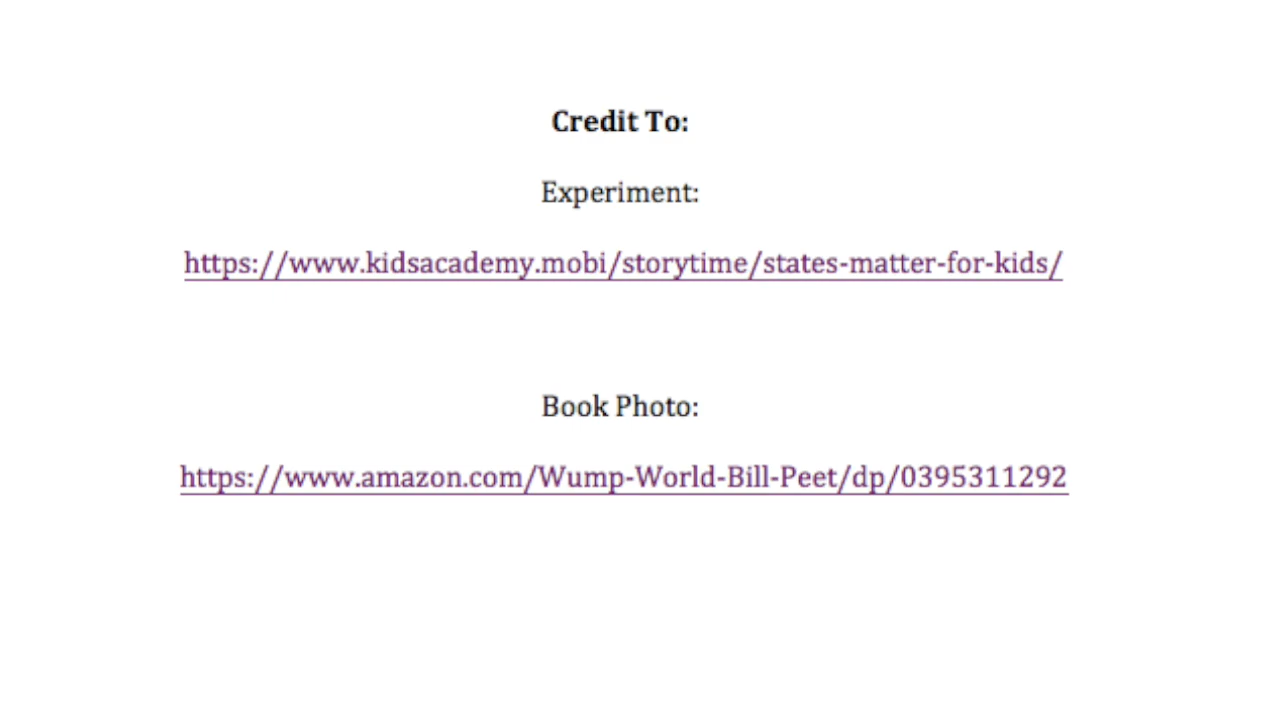 Credit To:
Experiment:
https://www.kidsacademy.mobi/storytime/states-matter-for-kids/
Book Photo:
https://www.amazon.com/Wump-World-Bill-Peet/dp/0395311292